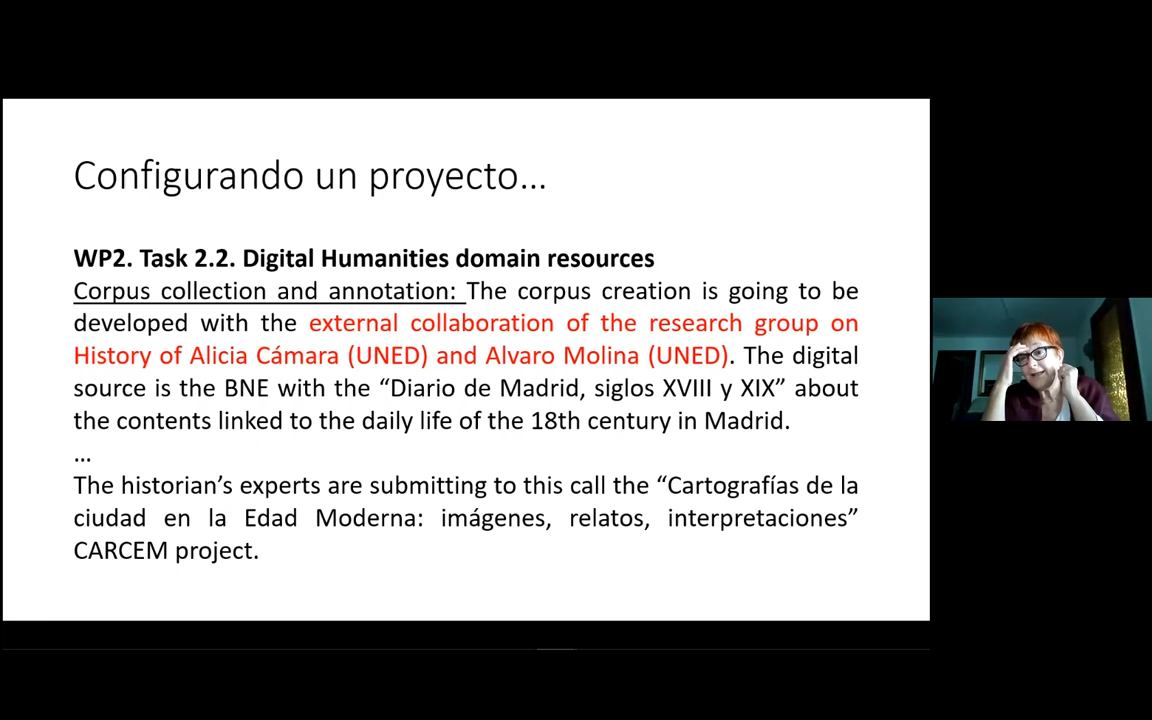 Configurando un proyecto...
WP2. Task 2.2. Digital Humanities domain resources
Corpus collection and annotation: The corpus creation is going to be
developed with the external collaboration of the research group on
History of Alicia Cámara (UNED) and Alvaro Molina (UNED). The digital
source is the BNE with the “Diario de Madrid, siglos XVIII y XIX” about
the contents linked to the daily life of the 18th century in Madrid.
...
The historian’s experts are submitting to this call the “Cartografías de la
ciudad en la Edad Moderna: imágenes, relatos, interpretaciones”
CARCEM project.